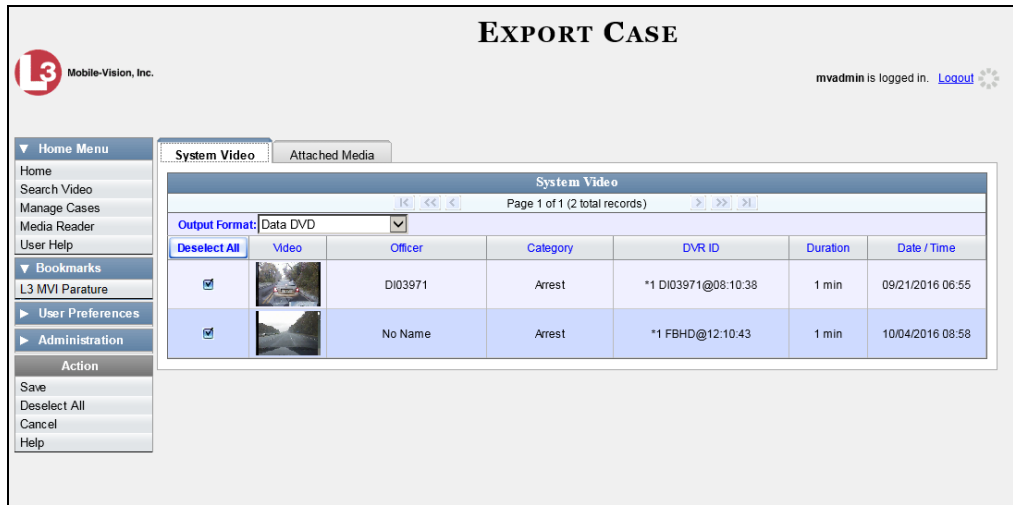 EXPORT CASE
L3 Mobile-Vision, Inc.
mvadmin is logged in. Logout
▼ Home Menu
Home
Search Video
Manage Cases
Media Reader
User Help
▼ Bookmarks
L3 MVI Parature
► User Preferences
► Administration
Action
Save
Deselect All
Cancel
Help
System Video Attached Media
System Video
Page 1 of 1 (2 total records)
Output Format: Data DVD
Deselect All Video Officer Category DVR ID Duration Date / Time
DI03971 Arrest *1 DI03971@08:10:38 1 min 09/21/2016 06:55
No Name Arrest *1 FBHD@12:10:43 1 min 10/04/2016 08:58